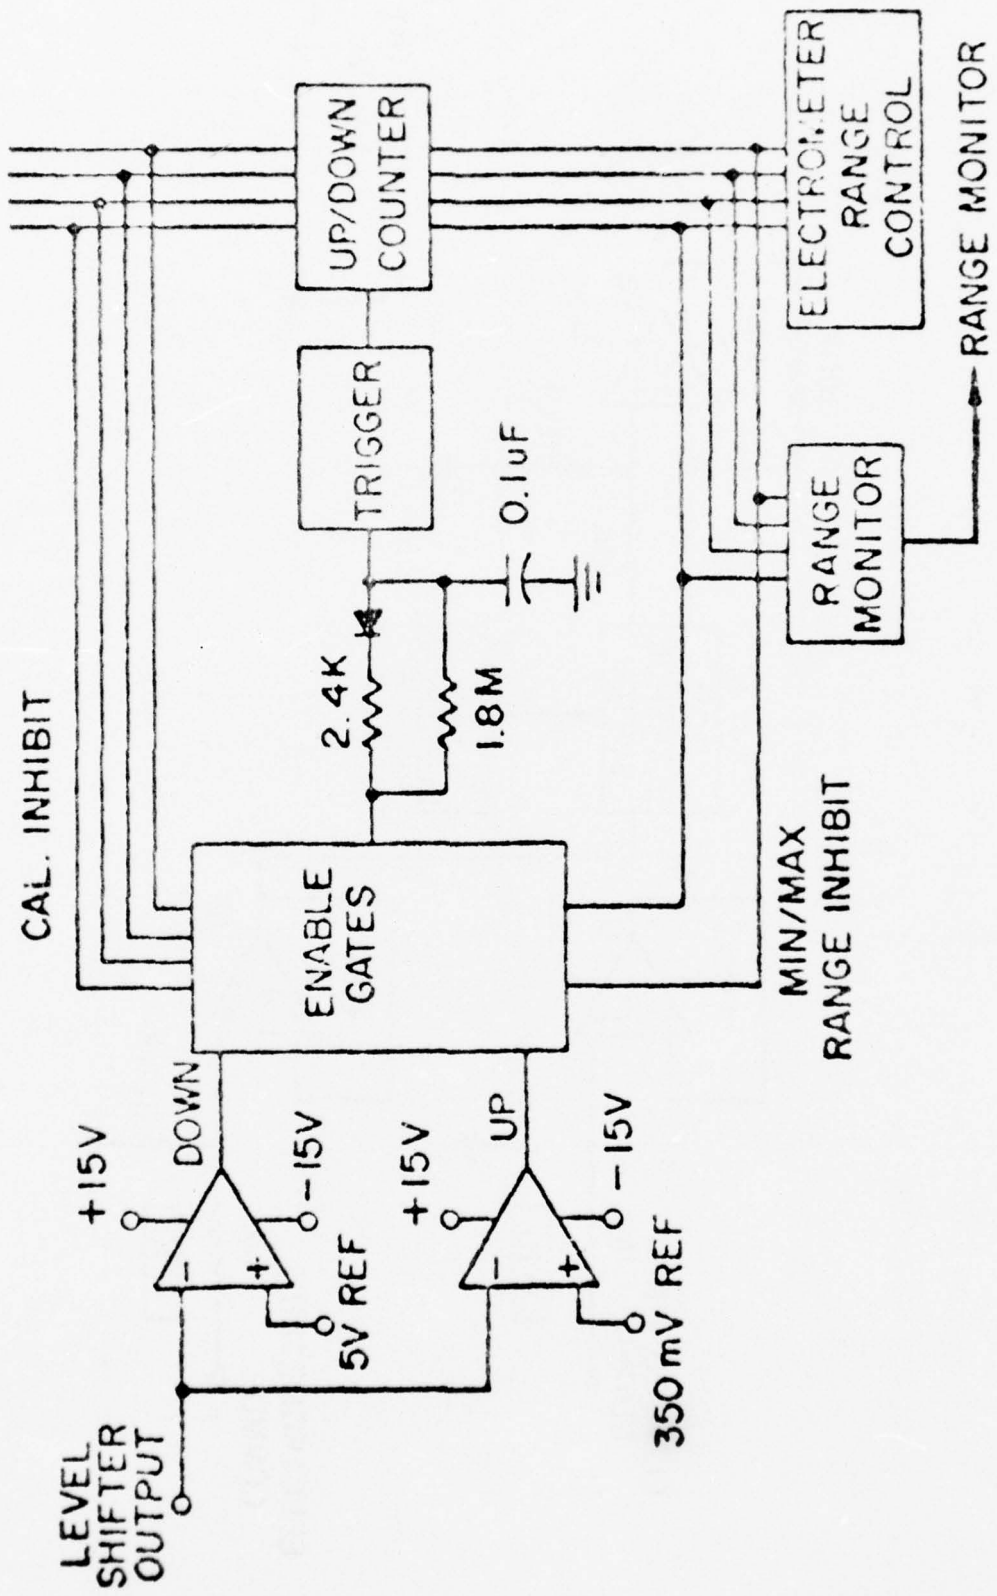 LEVEL
SHIFTER
OUTPUT
+15V
DOWN
-
+
-15V
5V REF
+15V
UP
-
+
-15V
350mV REF
CAL. INHIBIT
ENABLE
GATES
2.4K
1.8M
TRIGGER
0.1uF
UP/DOWN
COUNTER
MIN/MAX
RANGE INHIBIT
RANGE
MONITOR
ELECTROMETER
RANGE
CONTROL
RANGE MONITOR